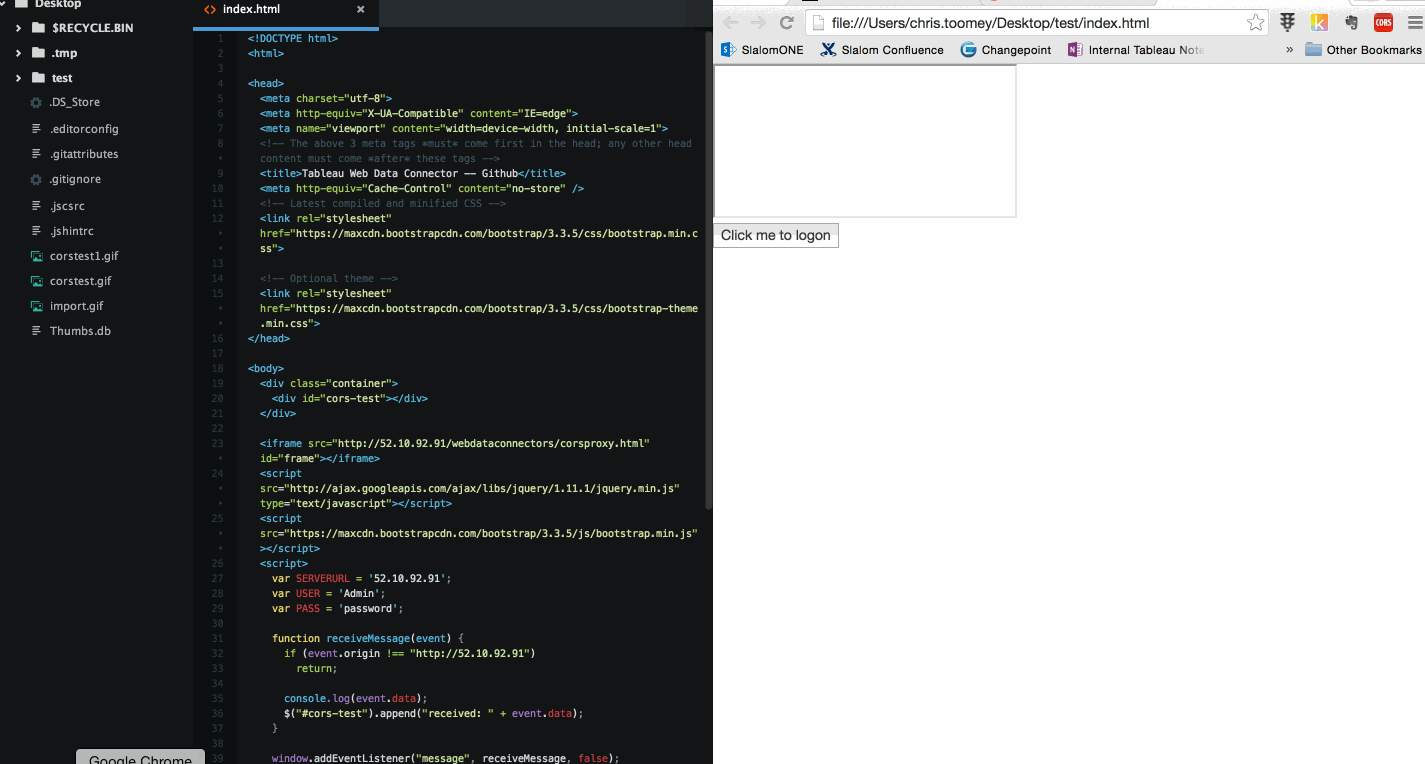 Desktop
$RECYCLE.BIN
.tmp
test
.DS_Store
.editorconfig
.gitattributes
.gitignore
.jscsrc
.jshintrc
corstest1.gif
corstest.gif
import.gif
Thumbs.db
Google Chrome
<> index.html ×
1 <!DOCTYPE html>
2 <html>
3
4 <head>
5 <meta charset="utf-8">
6 <meta http-equiv="X-UA-Compatible" content="IE=edge">
7 <meta name="viewport" content="width=device-width, initial-scale=1">
8 <!-- The above 3 meta tags *must* come first in the head; any other head
• content must come *after* these tags -->
9 <title>Tableau Web Data Connector -- Github</title>
10 <meta http-equiv="Cache-Control" content="no-store" />
11 <!-- Latest compiled and minified CSS -->
12 <link rel="stylesheet"
• href="https://maxcdn.bootstrapcdn.com/bootstrap/3.3.5/css/bootstrap.min.c
• ss">
13
14 <!-- Optional theme -->
15 <link rel="stylesheet"
• href="https://maxcdn.bootstrapcdn.com/bootstrap/3.3.5/css/bootstrap-theme
• .min.css">
16 </head>
17
18 <body>
19 <div class="container">
20 <div id="cors-test"></div>
21 </div>
22
23 <iframe src="http://52.10.92.91/webdataconnectors/corsproxy.html"
• id="frame"></iframe>
24 <script
• src="http://ajax.googleapis.com/ajax/libs/jquery/1.11.1/jquery.min.js"
• type="text/javascript"></script>
25 <script
• src="https://maxcdn.bootstrapcdn.com/bootstrap/3.3.5/js/bootstrap.min.js"
• ></script>
26 <script>
27 var SERVERURL = '52.10.92.91';
28 var USER = 'Admin';
29 var PASS = 'password';
30
31 function receiveMessage(event) {
32 if (event.origin !== "http://52.10.92.91")
33 return;
34
35 console.log(event.data);
36 $("#cors-test").append("received: " + event.data);
37 }
38
39 window.addEventListener("message", receiveMessage, false);
file:///Users/chris.toomey/Desktop/test/index.html
CORS
SlalomONE Slalom Confluence Changepoint Internal Tableau Note » Other Bookmarks
Click me to logon